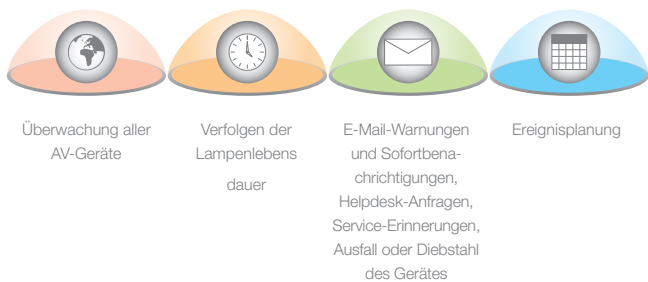 Überwachung aller
AV-Geräte
Verfolgen der
Lampenlebens
dauer
E-Mail-Warnungen
und Sofortbena-
chrichtigungen,
Helpdesk-Anfragen,
Service-Erinnerungen,
Ausfall oder Diebstahl
des Gerätes
Ereignisplanung